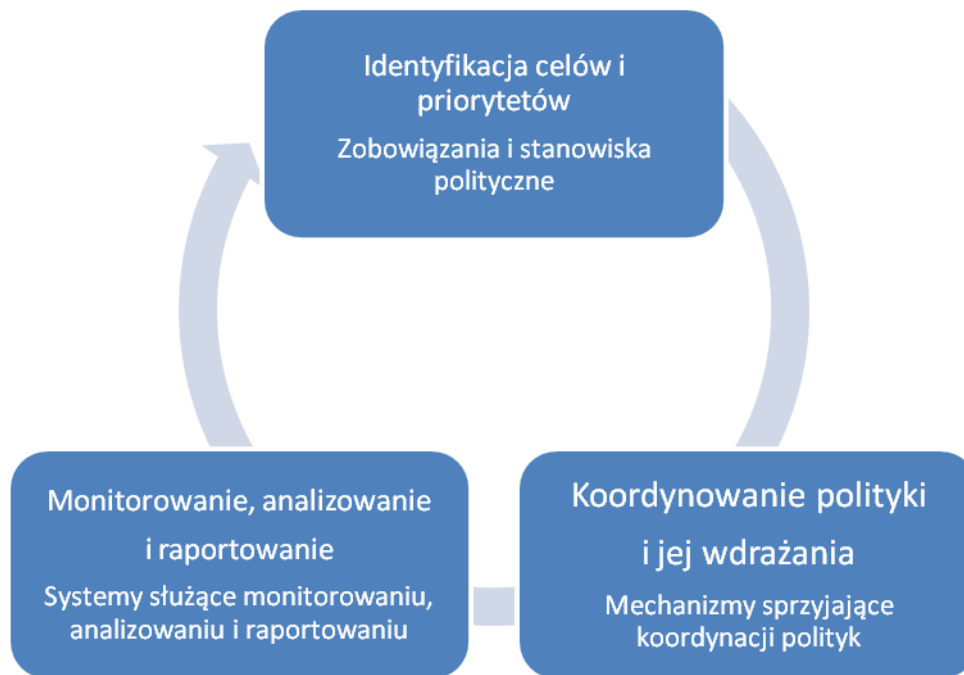 Identyfikacja celów i
priorytetów
Zobowiązania i stanowiska
polityczne
Monitorowanie, analizowanie
i raportowanie
Systemy służące monitorowaniu,
analizowaniu i raportowaniu
Koordynowanie polityki
i jej wdrażania
Mechanizmy sprzyjające
koordynacji polityk